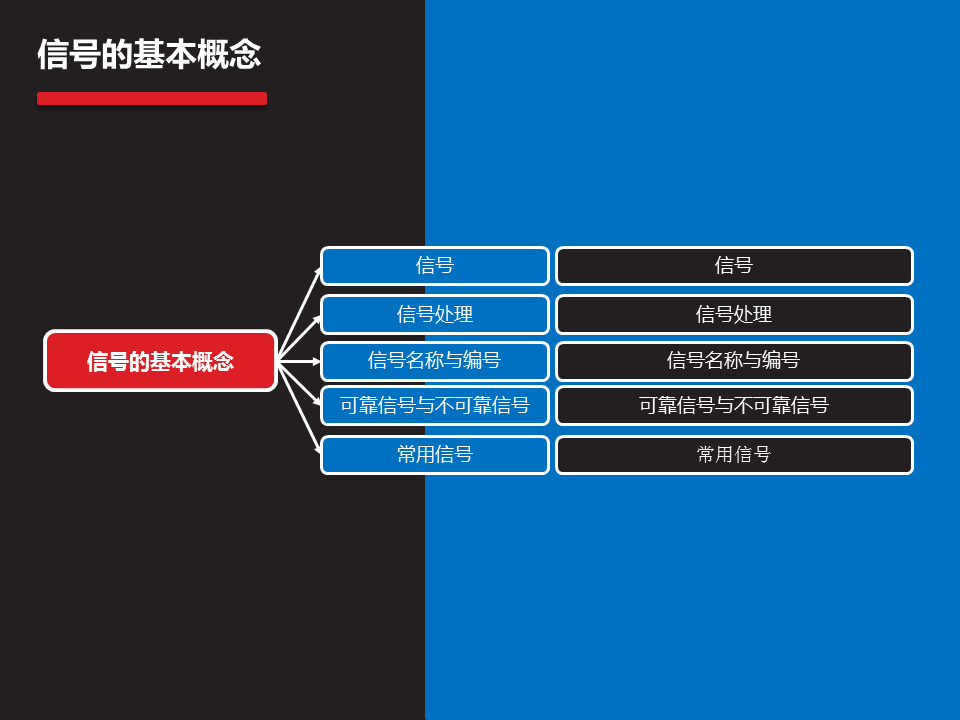 信号的基本概念
信号 信号
信号处理 信号处理
信号的基本概念
信号名称与编号 信号名称与编号
可靠信号与不可靠信号 可靠信号与不可靠信号
常用信号 常用信号